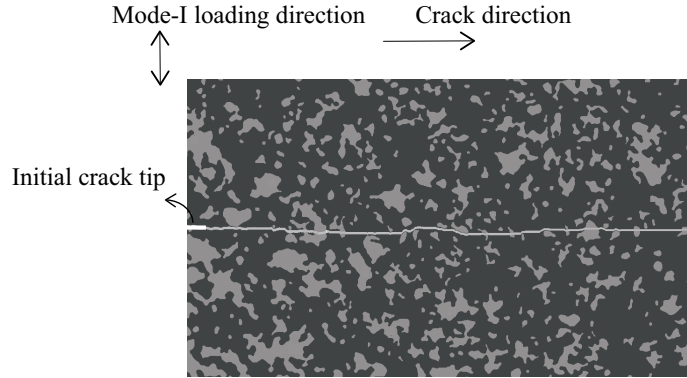 Mode-I loading direction
Crack direction
Initial crack tip